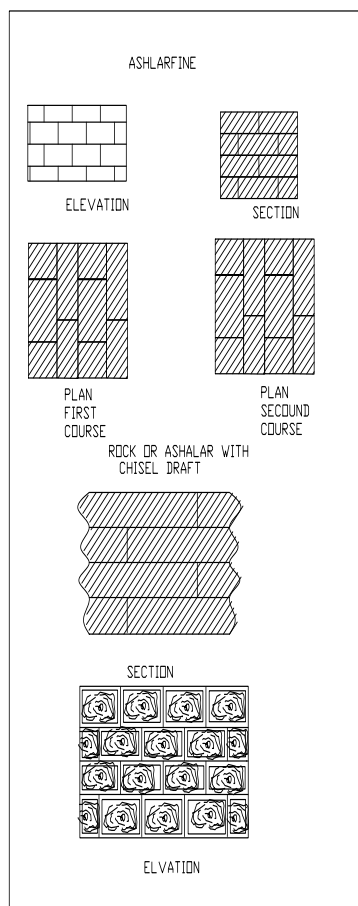 ASHLARFINE
ELEVATION
SECTION
PLAN
FIRST
COURSE
PLAN
SECOUND
COURSE
ROCK OR ASHALAR WITH
CHISEL DRAFT
SECTION
ELVATION